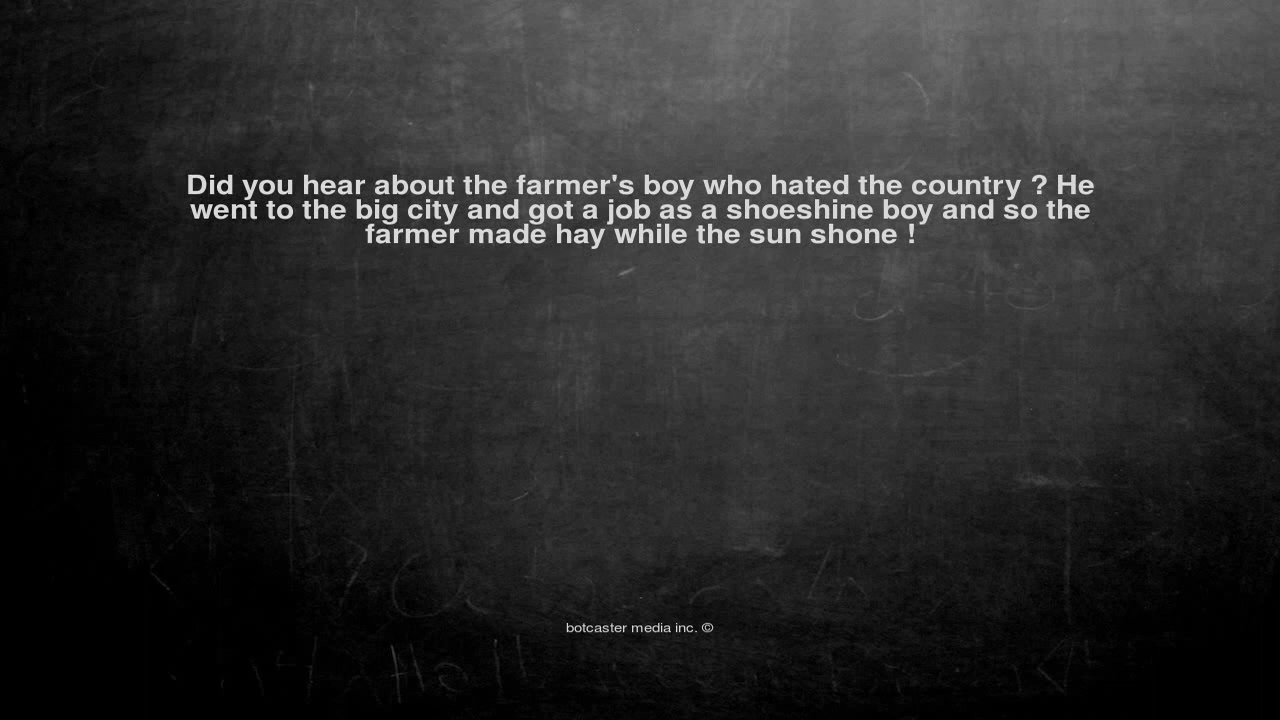 Did you hear about the farmer's boy who hated the country ? He
went to the big city and got a job as a shoeshine boy and so the
farmer made hay while the sun shone !
botcaster media inc. ©